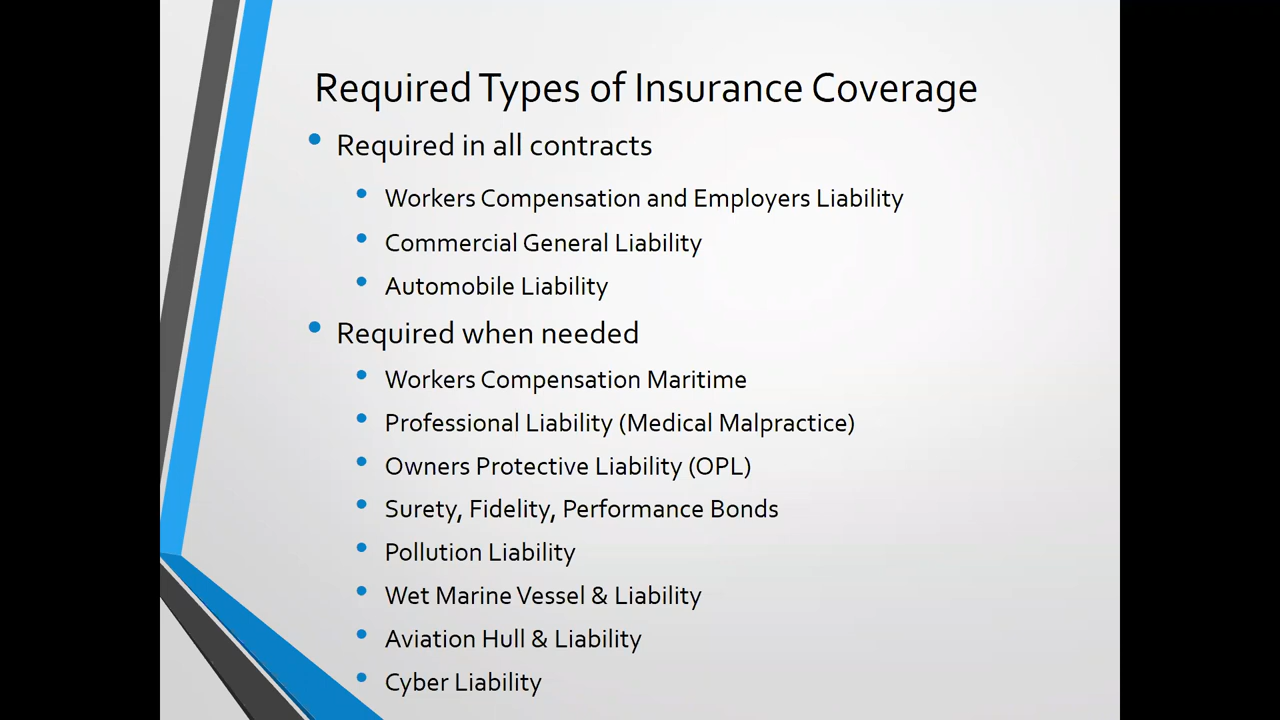 Required Types of Insurance Coverage
Required in all contracts
Workers Compensation and Employers Liability
Commercial General Liability
Automobile Liability
Required when needed
Workers Compensation Maritime
Professional Liability (Medical Malpractice)
Owners Protective Liability (OPL)
Surety, Fidelity, Performance Bonds
Pollution Liability
Wet Marine Vessel & Liability
Aviation Hull & Liability
Cyber Liability